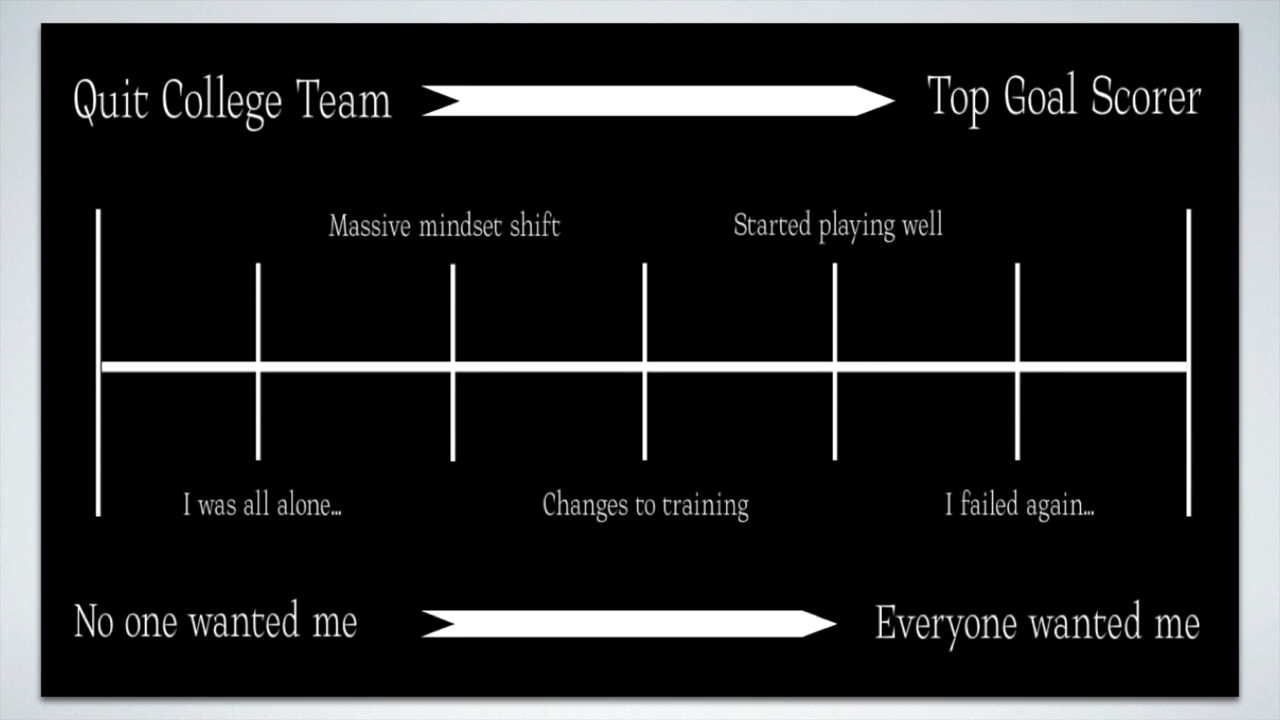 Quit College Team
Top Goal Scorer
Massive mindset shift
Started playing well
I was all alone...
Changes to training
I failed again...
No one wanted me
Everyone wanted me